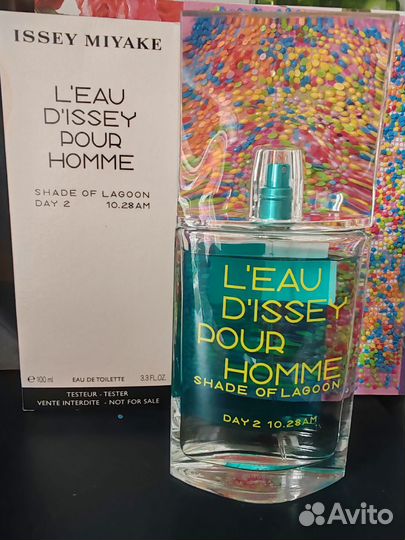 ISSEY MIYAKE
L'EAU
D'ISSEY
POUR
HOMME
SHADE OF LAGOON
DAY 2 10.28AM
℮ 100 ml EAU DE TOILETTE 3.3 FL.OZ.
TESTEUR - TESTER
VENTE INTERDITE - NOT FOR SALE
L'EAU
D'ISSEY
POUR
HOMME
SHADE OF LAGOON
DAY 2 10.28AM
Avito